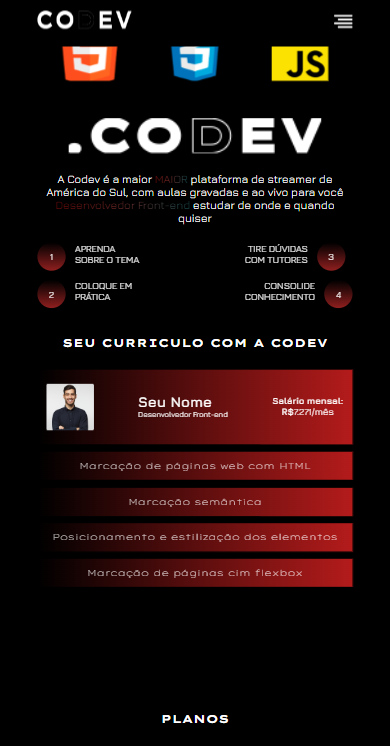 CODEV
JS
.CODEV
A Codev é a maior MAIOR plataforma de streamer de
América do Sul, com aulas gravadas e ao vivo para você
Desenvolvedor Front-end estudar de onde e quando
quiser
1 APRENDA
SOBRE O TEMA
TIRE DÚVIDAS
COM TUTORES 3
2 COLOQUE EM
PRÁTICA
CONSOLIDE
CONHECIMENTO 4
SEU CURRICULO COM A CODEV
Seu Nome
Desenvolvedor Front-end
Salário mensal:
R$7.271/mês
Marcação de páginas web com HTML
Marcação semântica
Posicionamento e estilização dos elementos
Marcação de páginas cim flexbox
PLANOS